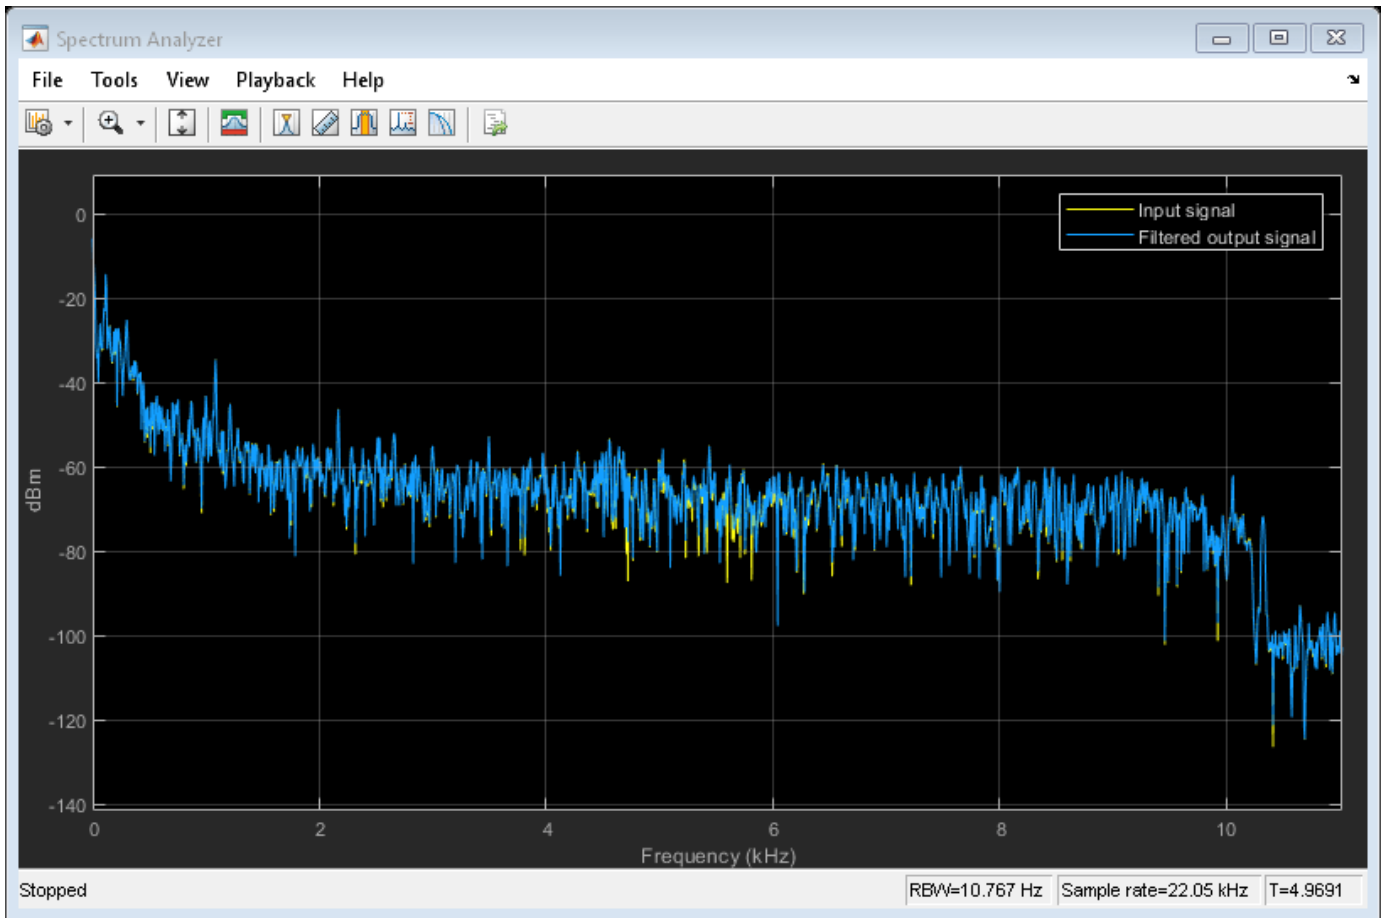 Spectrum Analyzer
File Tools View Playback Help
Input signal
Filtered output signal
0
-20
-40
-60
-80
-100
-120
-140
dBm
0 2 4 6 8 10
Frequency (kHz)
Stopped RBW=10.767 Hz Sample rate=22.05 kHz T=4.9691